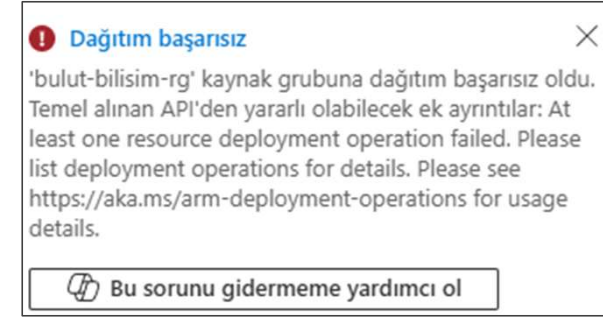 Dağıtım başarısız
'bulut-bilisim-rg' kaynak grubuna dağıtım başarısız oldu.
Temel alınan API'den yararlı olabilecek ek ayrıntılar: At
least one resource deployment operation failed. Please
list deployment operations for details. Please see
https://aka.ms/arm-deployment-operations for usage
details.
Bu sorunu gidermeme yardımcı ol